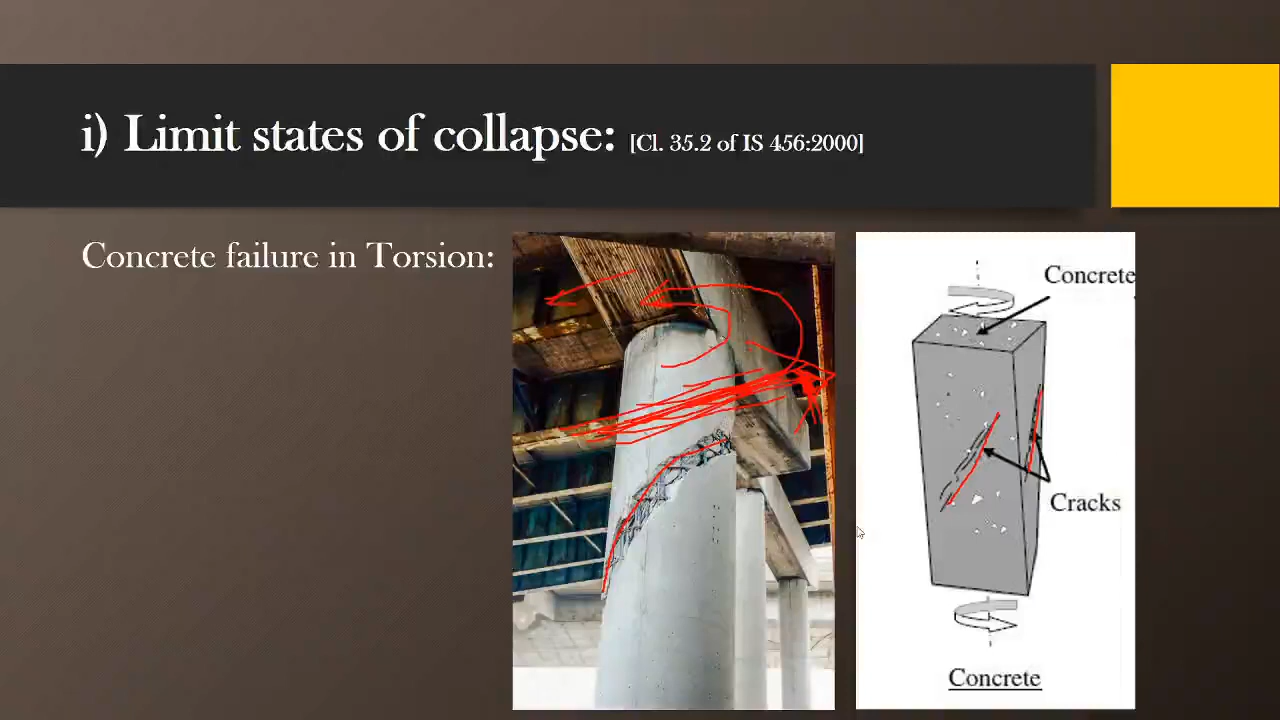 i) Limit states of collapse: [Cl. 35.2 of IS 456:2000]
Concrete failure in Torsion:
Concrete
Cracks
Concrete